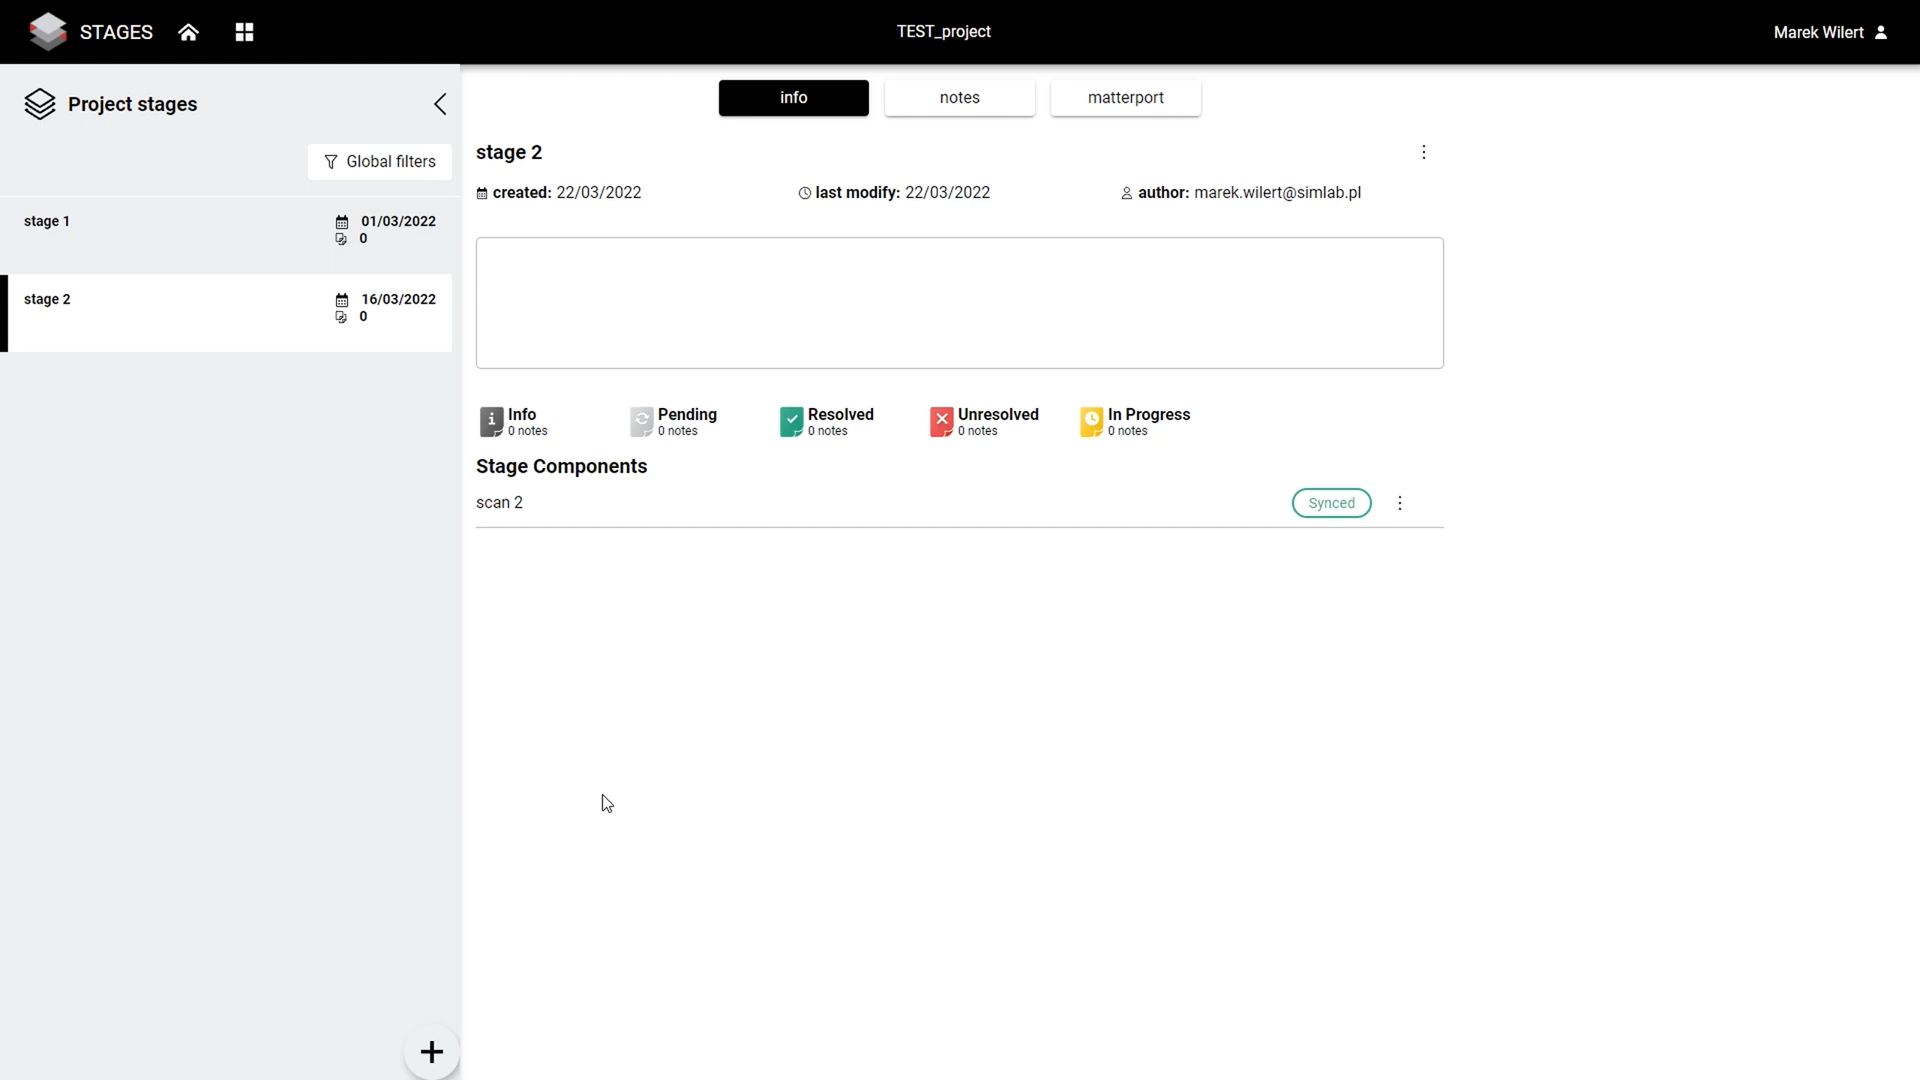 STAGES
TEST_project
Marek Wilert
Project stages
Global filters
stage 1
01/03/2022
0
stage 2
16/03/2022
0
info
notes
matterport
stage 2
created: 22/03/2022
last modify: 22/03/2022
author: marek.wilert@simlab.pl
Info
0 notes
Pending
0 notes
Resolved
0 notes
Unresolved
0 notes
In Progress
0 notes
Stage Components
scan 2
Synced